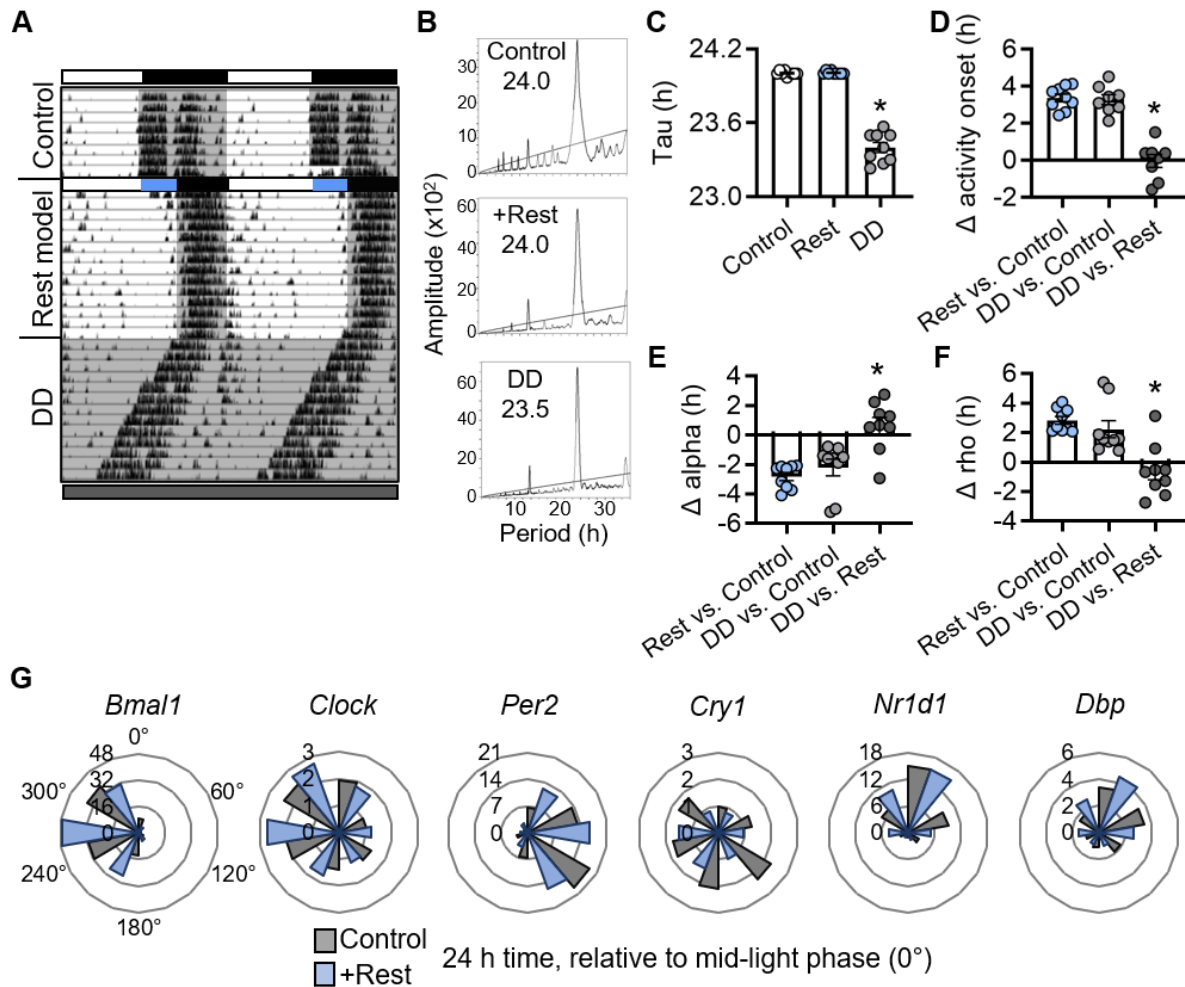 A
Control
Rest model
DD
B
Amplitude (x10²)
Control
24.0
30
20
10
0
+Rest
24.0
60
40
20
0
DD
23.5
60
40
20
0
10 20 30
Period (h)
C
Tau (h)
24.2
23.6
23.0
*
Control
Rest
DD
D
Δ activity onset (h)
6
4
2
0
-2
*
Rest vs. Control
DD vs. Control
DD vs. Rest
E
Δ alpha (h)
4
2
0
-2
-4
-6
*
Rest vs. Control
DD vs. Control
DD vs. Rest
F
Δ rho (h)
6
4
2
0
-2
-4
*
Rest vs. Control
DD vs. Control
DD vs. Rest
G
Bmal1
0°
60°
120°
180°
240°
300°
48
32
16
0
Clock
3
2
1
0
Per2
21
14
7
0
Cry1
3
2
1
0
Nr1d1
18
12
6
0
Dbp
6
4
2
0
Control
+Rest
24 h time, relative to mid-light phase (0°)